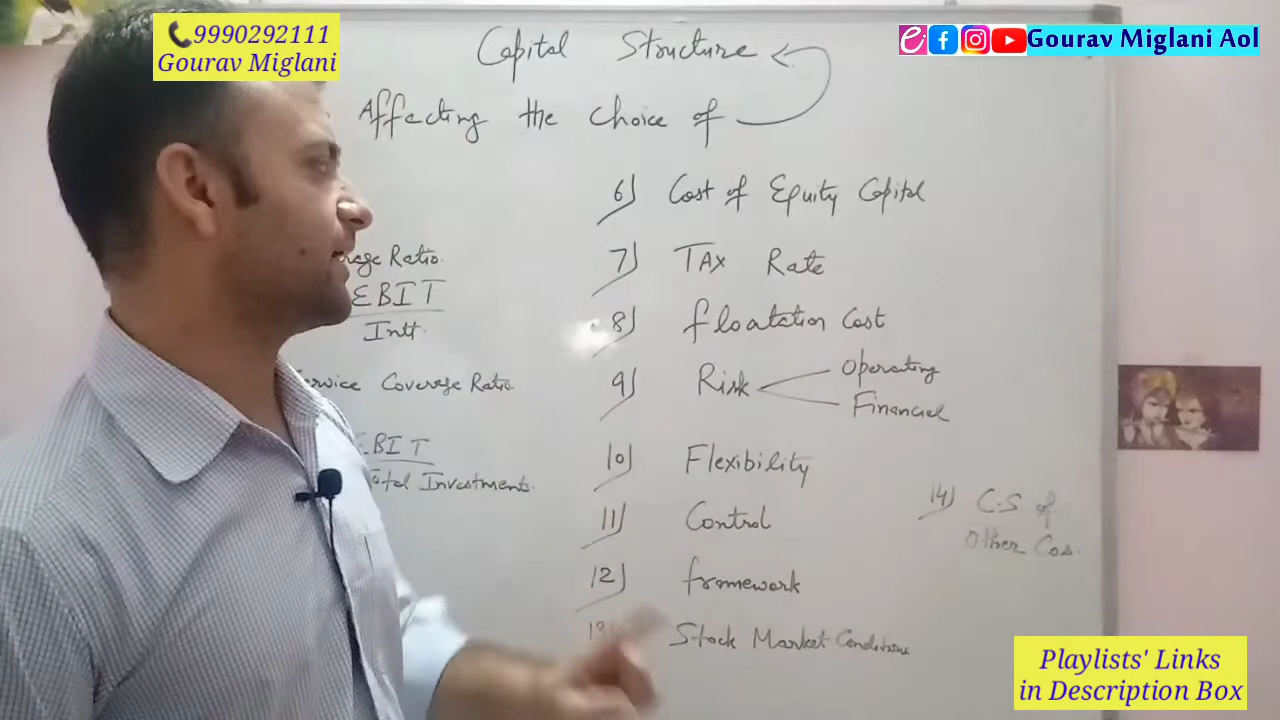 📞9990292111
Gourav Miglani
Gourav Miglani Aol
Capital Structure
Affecting the choice of
Ratio.
EBIT
Intt.
Service Coverage Ratio.
EBIT
Total Investments.
6) Cost of Equity Capital
7) TAX Rate
8) floatation Cost
9) Risk
Operating
Financial
10) Flexibility
11) Control
12) framework
Stock Market Conditions
14) C.S of
Other Cos.
Playlists' Links
in Description Box